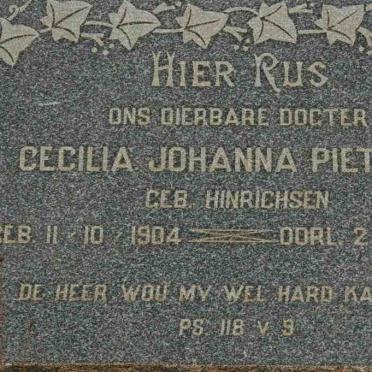 HIER RUS
ONS DIERBARE DOCTER
CECILIA JOHANNA PIET
GEB. HINRICHSEN
EB. 11-10-1904 OORL. 2
DE HEER WOU MY WEL HARD KA
PS. 118 V 9